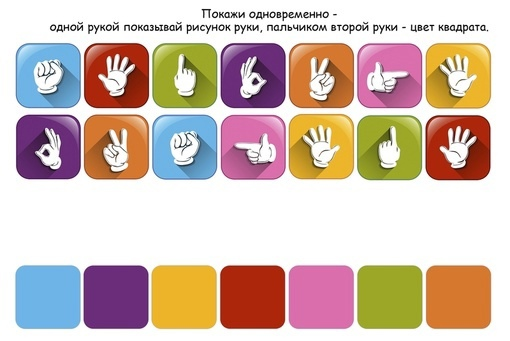 Покажи одновременно -
одной рукой показывай рисунок руки, пальчиком второй руки - цвет квадрата.